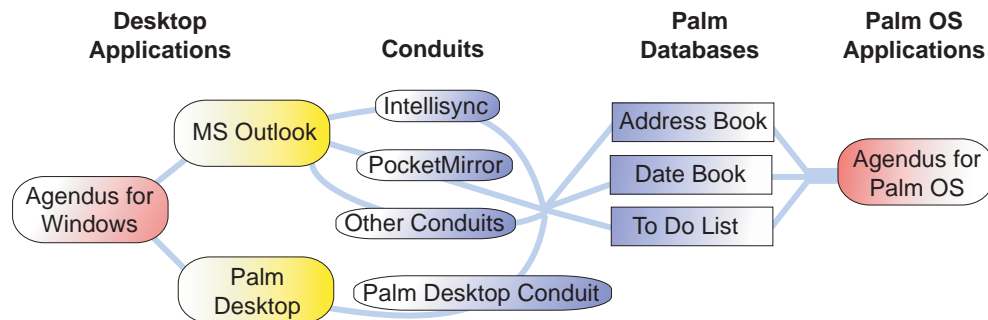 Desktop
Applications
Conduits
Palm
Databases
Palm OS
Applications
Intellisync
MS Outlook
Address Book
PocketMirror
Agendus for
Windows
Date Book
Agendus for
Palm OS
Other Conduits
To Do List
Palm
Desktop
Palm Desktop Conduit